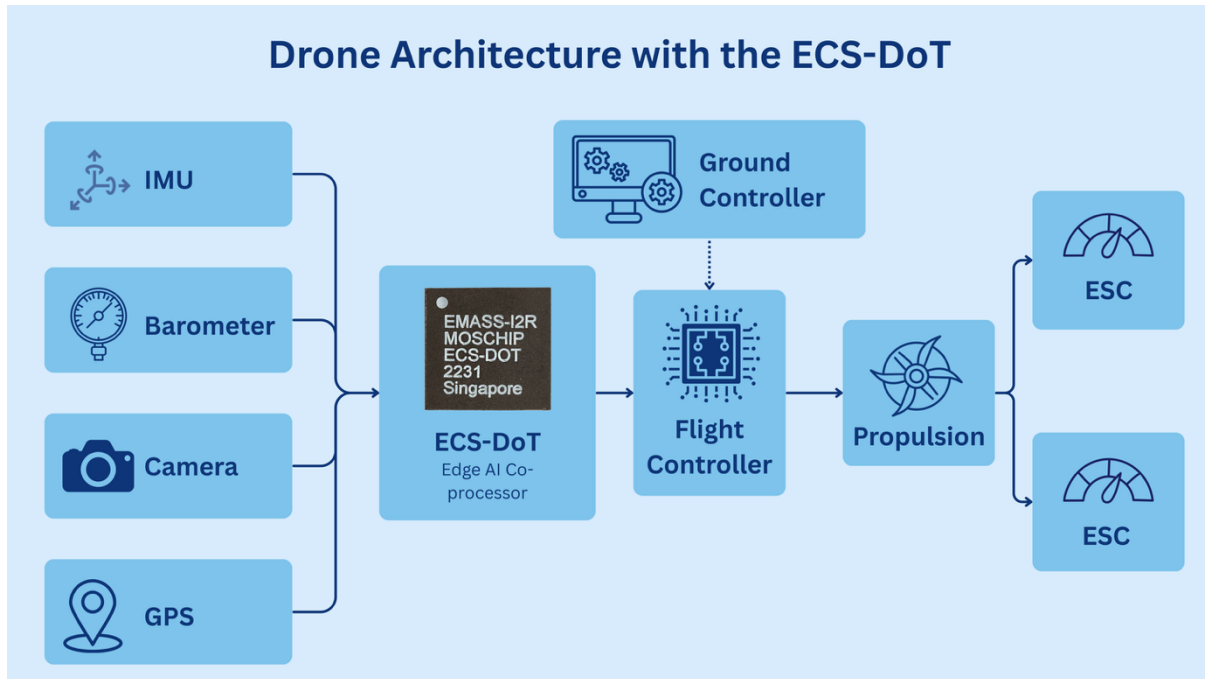 Drone Architecture with the ECS-DoT
IMU
Barometer
Camera
GPS
EMASS-I2R
MOSCHIP
ECS-DOT
2231
Singapore
ECS-DoT
Edge AI Co-
processor
Ground
Controller
Flight
Controller
Propulsion
ESC
ESC